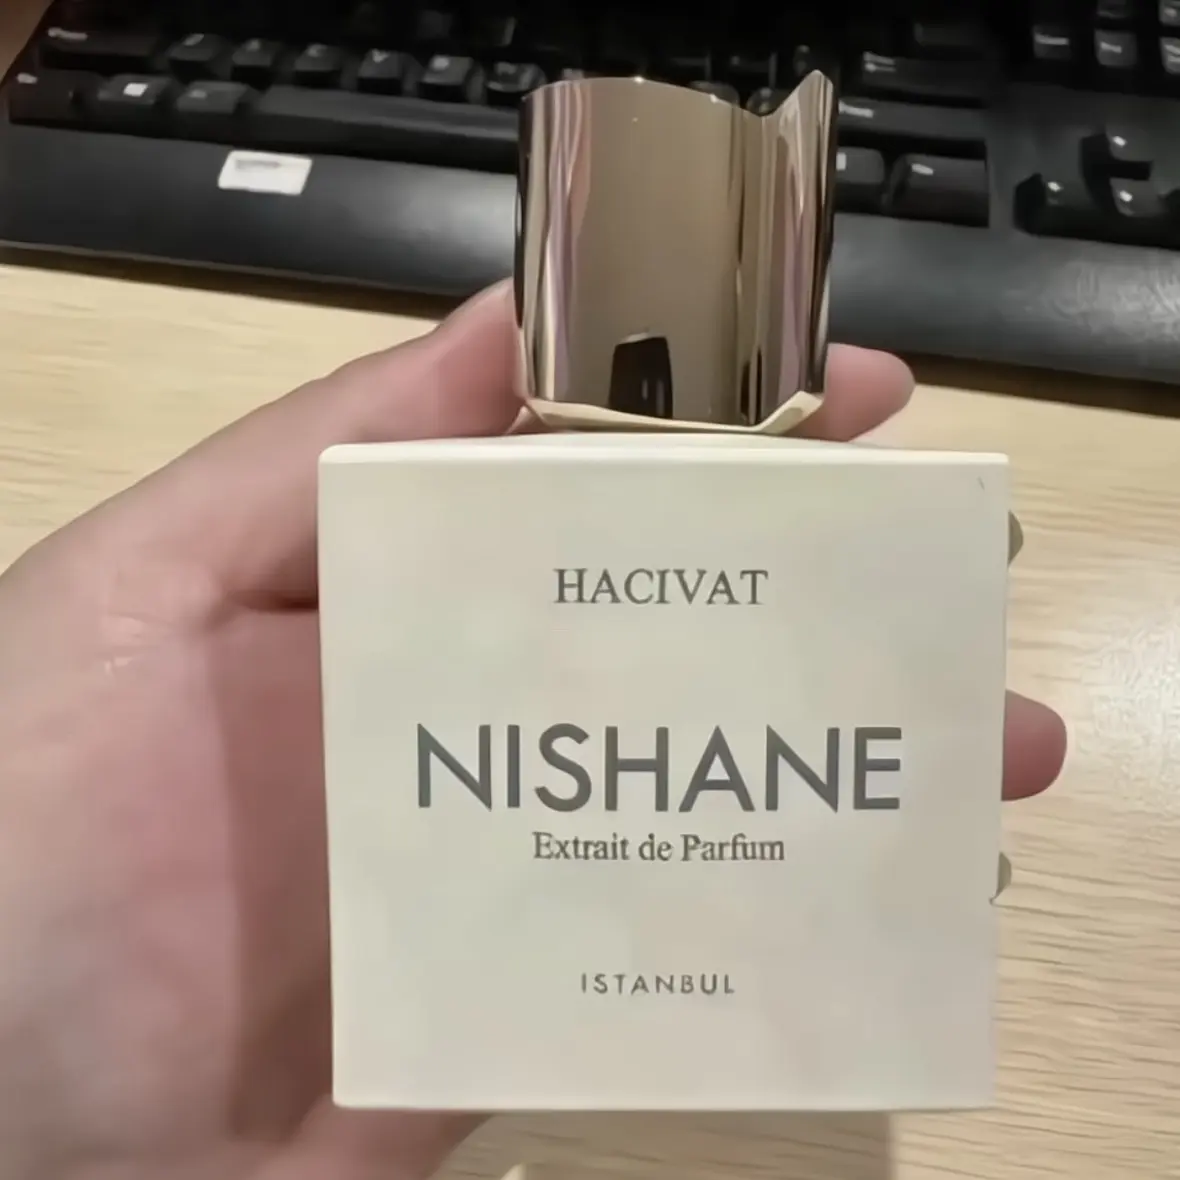 HACIVAT
NISHANE
Extrait de Parfum
ISTANBUL